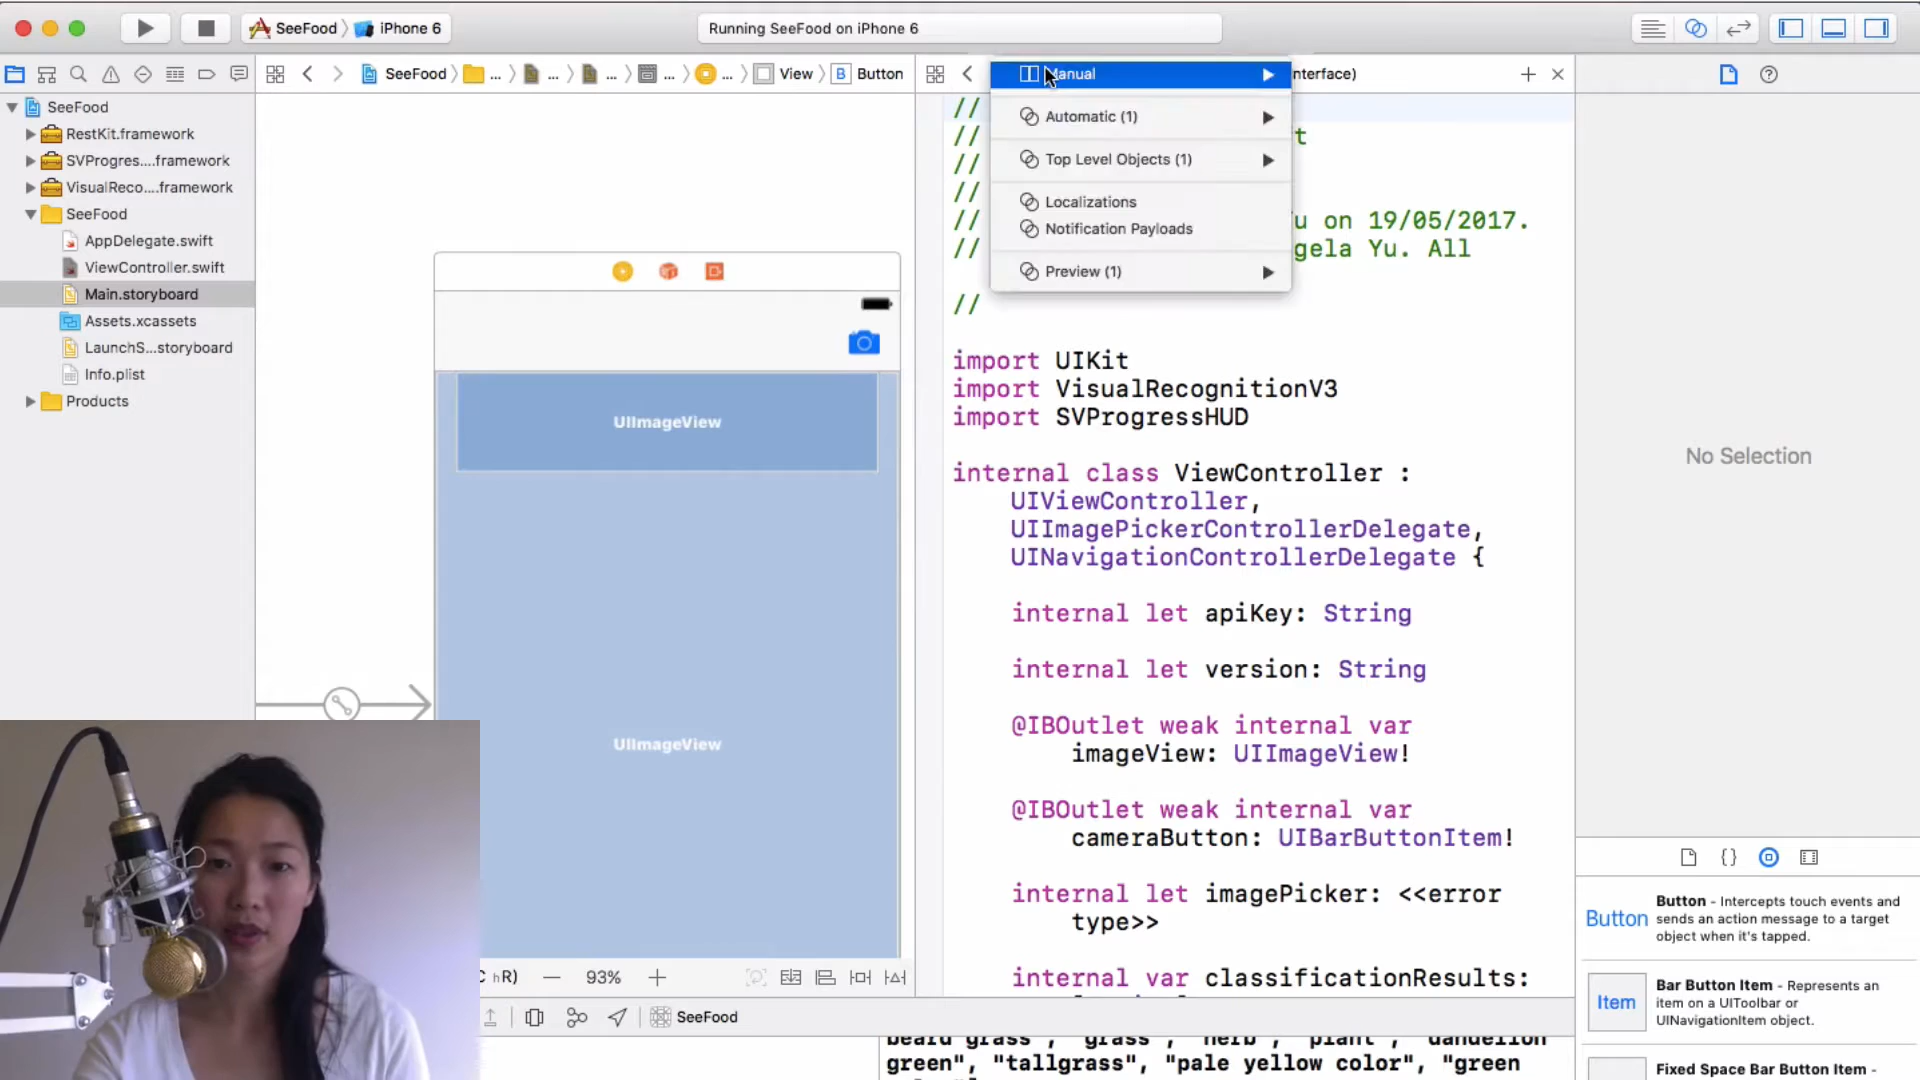 SeeFood
iPhone 6
Running SeeFood on iPhone 6
SeeFood
...
...
...
...
...
View
B
Button
Manual
nterface)
Automatic (1)
Top Level Objects (1)
Localizations
Notification Payloads
Preview (1)
SeeFood
RestKit.framework
SVProgres....framework
VisualReco....framework
SeeFood
AppDelegate.swift
ViewController.swift
Main.storyboard
Assets.xcassets
LaunchS...storyboard
Info.plist
Products
UIImageView
UIImageView
//
//
t
//
//
//
u on 19/05/2017.
//
gela Yu. All
//
import UIKit
import VisualRecognitionV3
import SVProgressHUD
internal class ViewController :
UIViewController,
UIImagePickerControllerDelegate,
UINavigationControllerDelegate {
internal let apiKey: String
internal let version: String
@IBOutlet weak internal var
imageView: UIImageView!
@IBOutlet weak internal var
cameraButton: UIBarButtonItem!
internal let imagePicker: <<error
type>>
internal var classificationResults:
No Selection
{}
Button
Button - Intercepts touch events and
sends an action message to a target
object when it's tapped.
Item
Bar Button Item - Represents an
item on a UIToolbar or
UINavigationItem object.
Fixed Space Bar Button Item -
C hR)
93%
SeeFood
beard grass", "grass", "herb", "plant", "dandelion
green", "tallgrass", "pale yellow color", "green